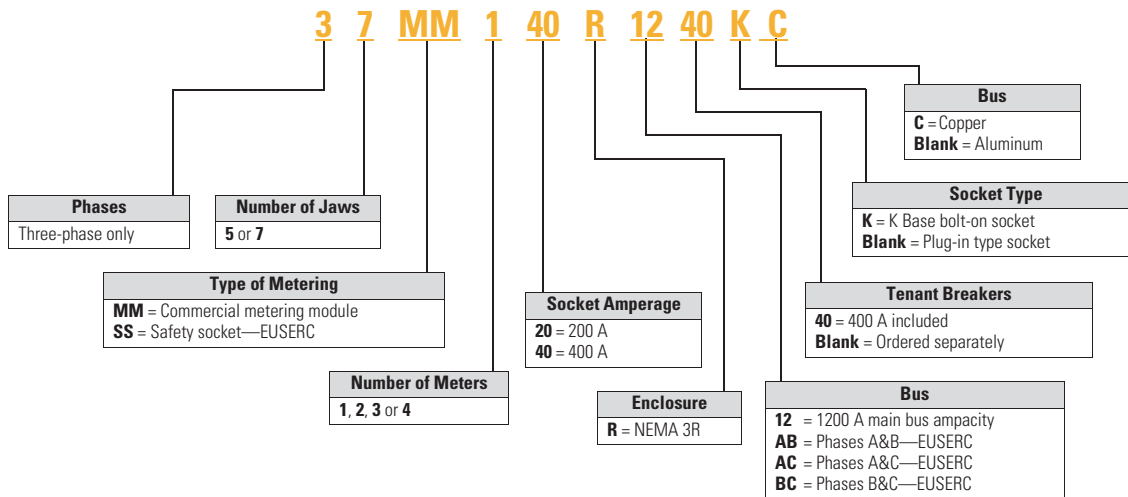 3 7 MM 1 40 R 12 40 K C
Bus
C = Copper
Blank = Aluminum
Phases
Three-phase only
Number of Jaws
5 or 7
Socket Type
K = K Base bolt-on socket
Blank = Plug-in type socket
Type of Metering
MM = Commercial metering module
SS = Safety socket—EUSERC
Socket Amperage
20 = 200 A
40 = 400 A
Tenant Breakers
40 = 400 A included
Blank = Ordered separately
Number of Meters
1, 2, 3 or 4
Enclosure
R = NEMA 3R
Bus
12 = 1200 A main bus ampacity
AB = Phases A&B—EUSERC
AC = Phases A&C—EUSERC
BC = Phases B&C—EUSERC